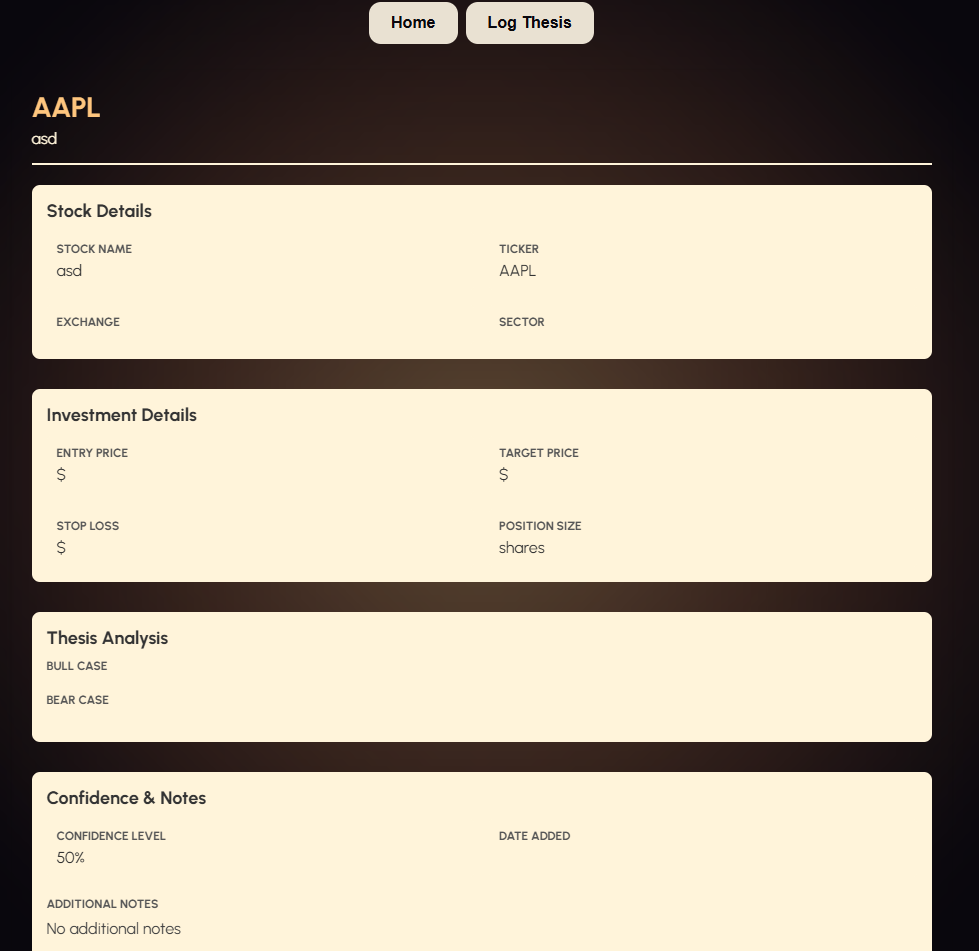 Home Log Thesis
AAPL
asd
Stock Details
STOCK NAME TICKER
asd AAPL
EXCHANGE SECTOR
Investment Details
ENTRY PRICE TARGET PRICE
$ $
STOP LOSS POSITION SIZE
$ shares
Thesis Analysis
BULL CASE
BEAR CASE
Confidence & Notes
CONFIDENCE LEVEL DATE ADDED
50%
ADDITIONAL NOTES
No additional notes